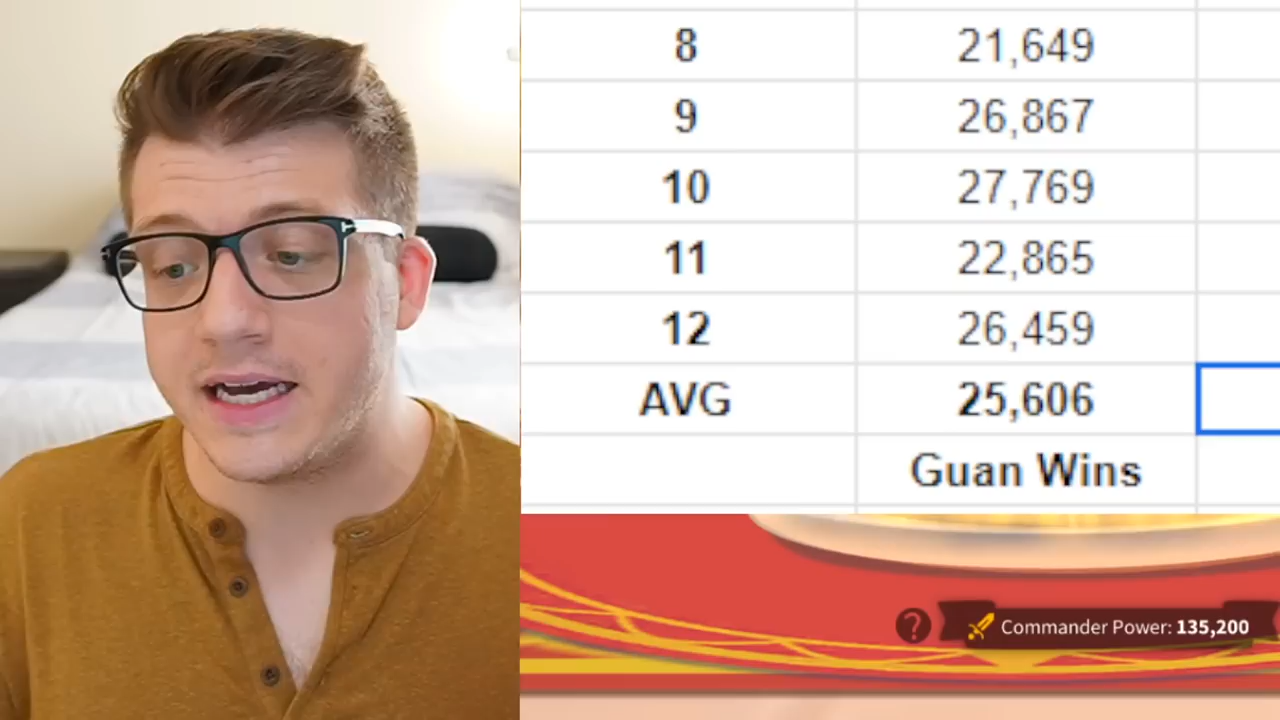 8 21,649
9 26,867
10 27,769
11 22,865
12 26,459
AVG 25,606
Guan Wins
? Commander Power: 135,200